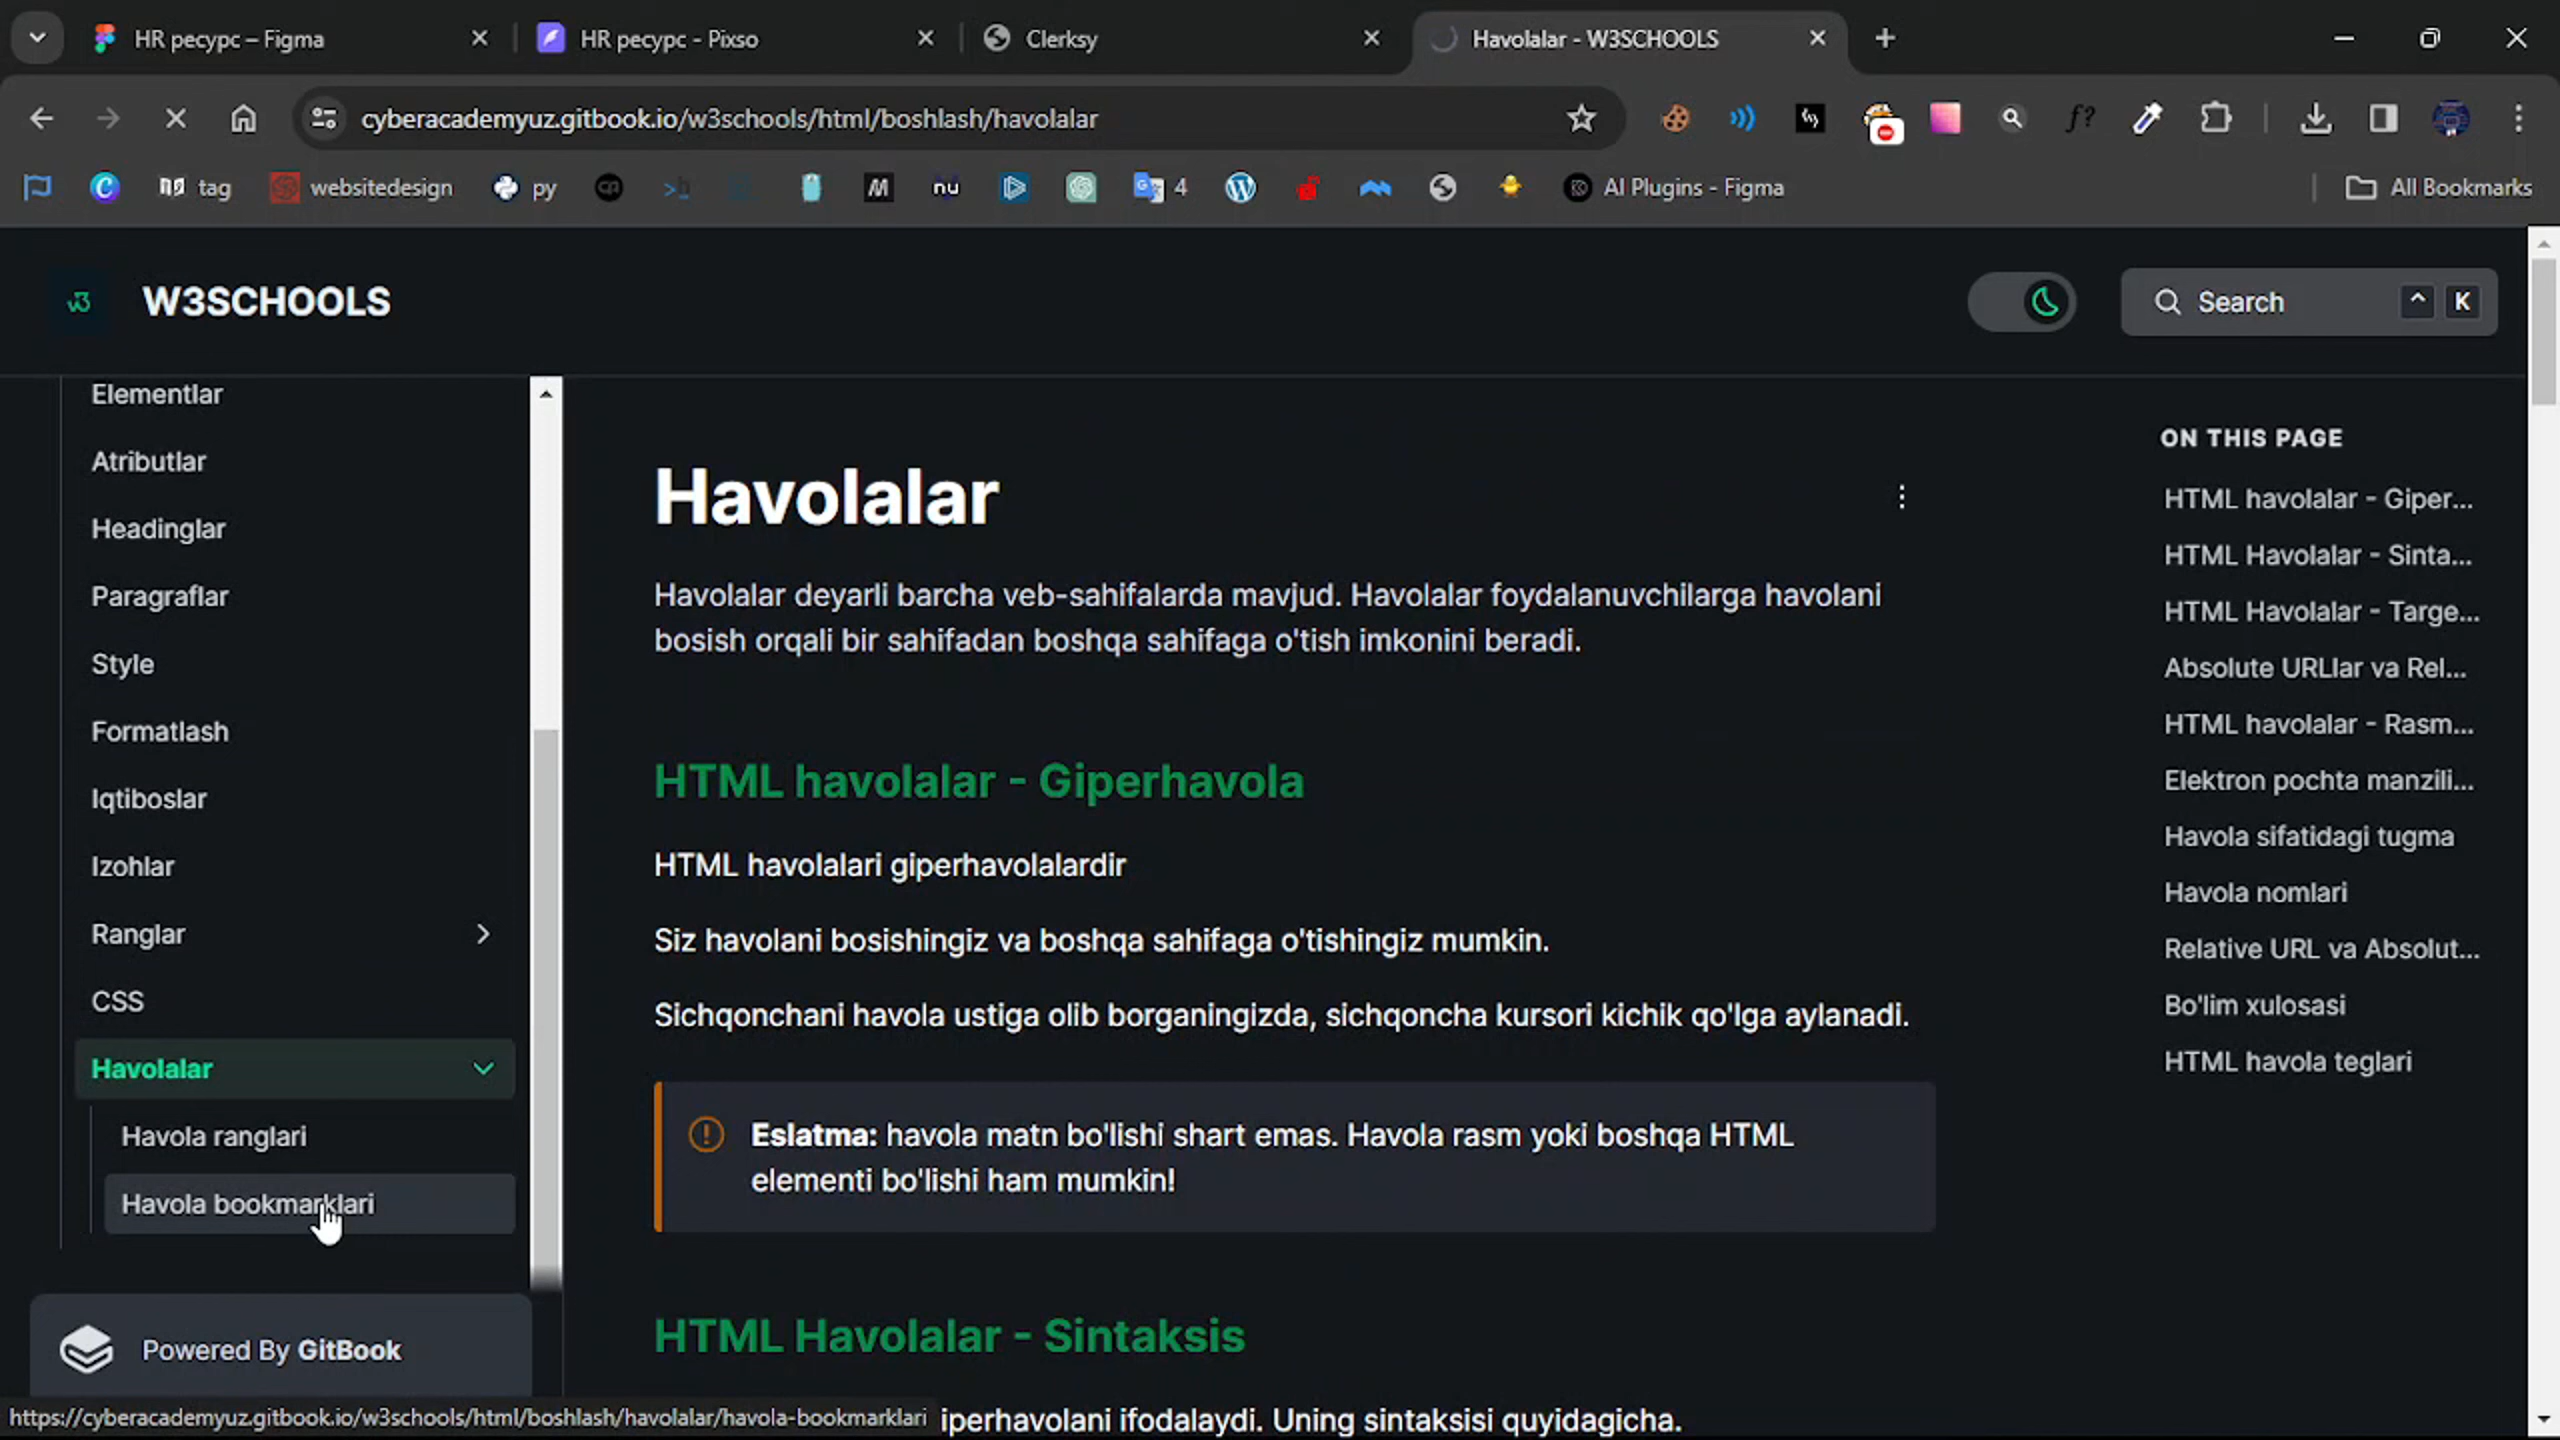 HR ресурс – Figma
HR ресурс - Pixso
Clerksy
Havolalar - W3SCHOOLS
cyberacademyuz.gitbook.io/w3schools/html/boshlash/havolalar
tag
websitedesign
py
nu
4
AI Plugins - Figma
All Bookmarks
W3SCHOOLS
Search
^ K
Elementlar
Atributlar
Headinglar
Paragraflar
Style
Formatlash
Iqtiboslar
Izohlar
Ranglar
CSS
Havolalar
Havola ranglari
Havola bookmarklari
Powered By GitBook
https://cyberacademyuz.gitbook.io/w3schools/html/boshlash/havolalar/havola-bookmarklari
Havolalar
Havolalar deyarli barcha veb-sahifalarda mavjud. Havolalar foydalanuvchilarga havolani
bosish orqali bir sahifadan boshqa sahifaga o'tish imkonini beradi.
HTML havolalar - Giperhavola
HTML havolalari giperhavolalardir
Siz havolani bosishingiz va boshqa sahifaga o'tishingiz mumkin.
Sichqonchani havola ustiga olib borganingizda, sichqoncha kursori kichik qo'lga aylanadi.
Eslatma: havola matn bo'lishi shart emas. Havola rasm yoki boshqa HTML
elementi bo'lishi ham mumkin!
HTML Havolalar - Sintaksis
iperhavolani ifodalaydi. Uning sintaksisi quyidagicha.
ON THIS PAGE
HTML havolalar - Giper...
HTML Havolalar - Sinta...
HTML Havolalar - Targe...
Absolute URLlar va Rel...
HTML havolalar - Rasm...
Elektron pochta manzili...
Havola sifatidagi tugma
Havola nomlari
Relative URL va Absolut...
Bo'lim xulosasi
HTML havola teglari